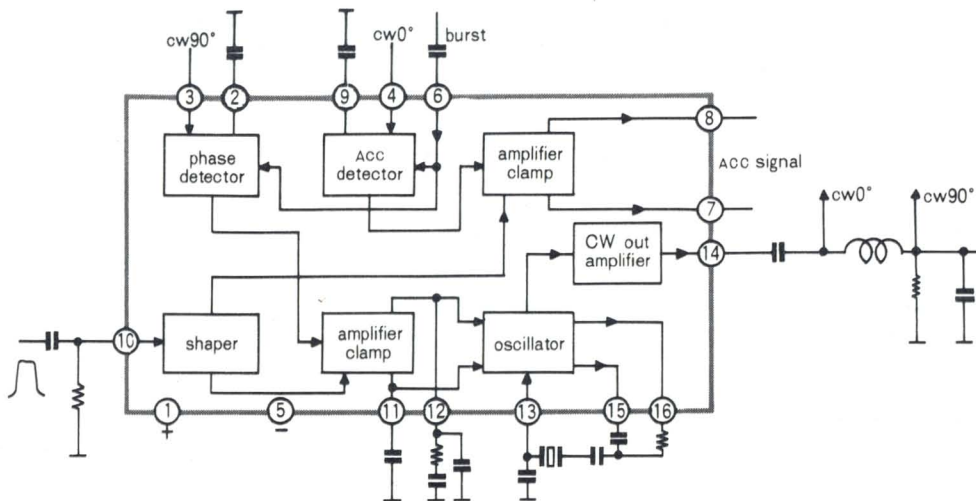 cw90°
cw0°
burst
3
2
9
4
6
8
phase
detector
ACC
detector
amplifier
clamp
ACC signal
cw0°
cw90°
7
CW out
amplifier
14
10
shaper
amplifier
clamp
oscillator
1
5
11
12
13
15
16
+
−